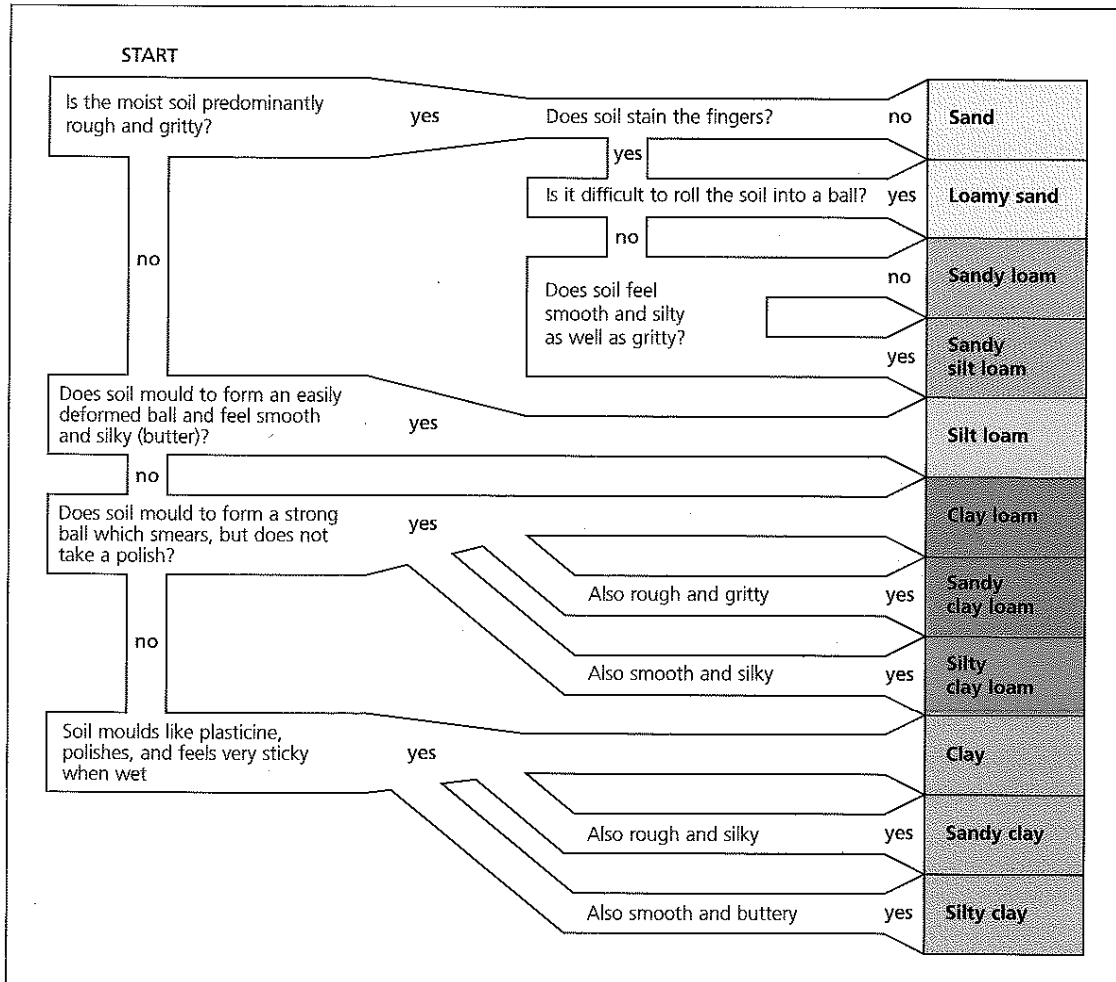 START
Is the moist soil predominantly
rough and gritty?
yes
Does soil stain the fingers?
no
Sand
yes
Is it difficult to roll the soil into a ball?
yes
Loamy sand
no
no
Does soil feel
smooth and silty
as well as gritty?
no
Sandy loam
yes
Sandy
silt loam
Does soil mould to form an easily
deformed ball and feel smooth
and silky (butter)?
yes
Silt loam
no
Does soil mould to form a strong
ball which smears, but does not
take a polish?
yes
Clay loam
Also rough and gritty
yes
Sandy
clay loam
no
Also smooth and silky
yes
Silty
clay loam
Soil moulds like plasticine,
polishes, and feels very sticky
when wet
yes
Clay
Also rough and silky
yes
Sandy clay
Also smooth and buttery
yes
Silty clay